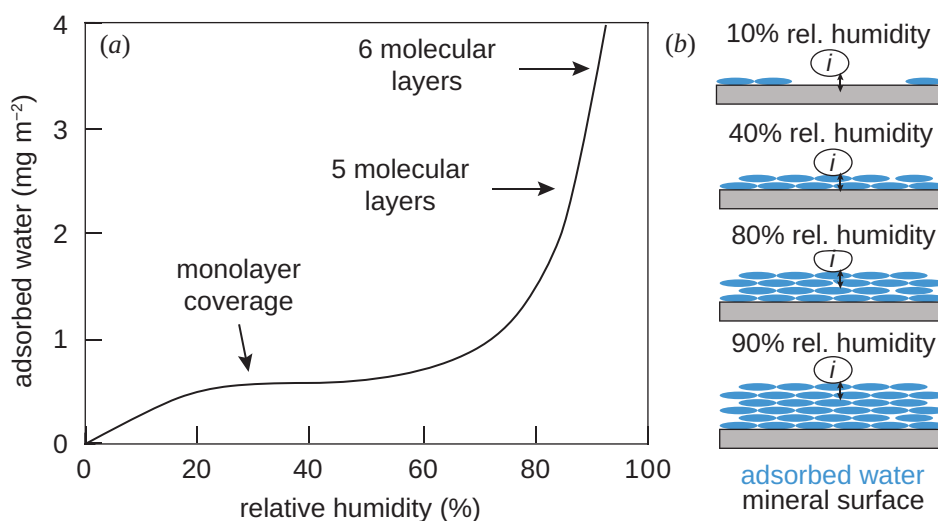 (a)
4
3
2
1
0
adsorbed water (mg m⁻²)
6 molecular
layers
5 molecular
layers
monolayer
coverage
0
20
40
60
80
100
relative humidity (%)
(b)
10% rel. humidity
i
40% rel. humidity
i
80% rel. humidity
i
90% rel. humidity
i
adsorbed water
mineral surface